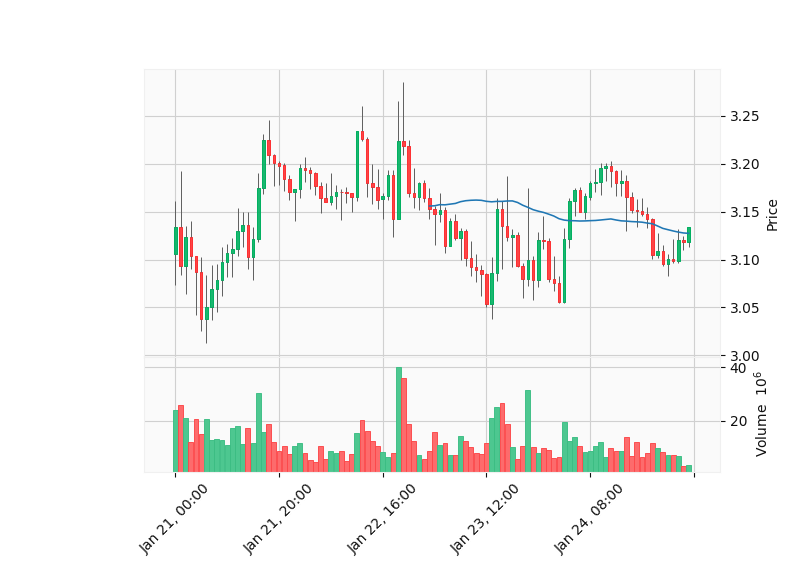 3.25
3.20
3.15
3.10
3.05
3.00
Price
40
20
Volume 10^6
Jan 21, 00:00
Jan 21, 20:00
Jan 22, 16:00
Jan 23, 12:00
Jan 24, 08:00